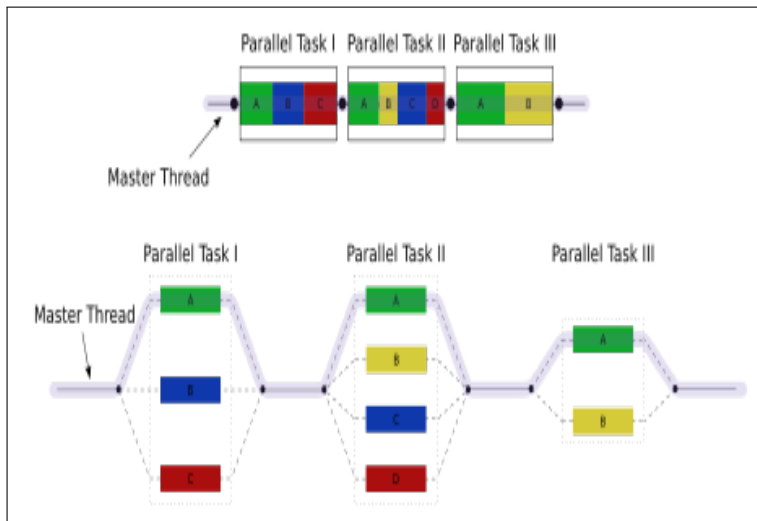 Parallel Task I Parallel Task II Parallel Task III
A B C A B C D A B
Master Thread
Parallel Task I Parallel Task II Parallel Task III
A A
Master Thread
A
B
B
C
B
C D